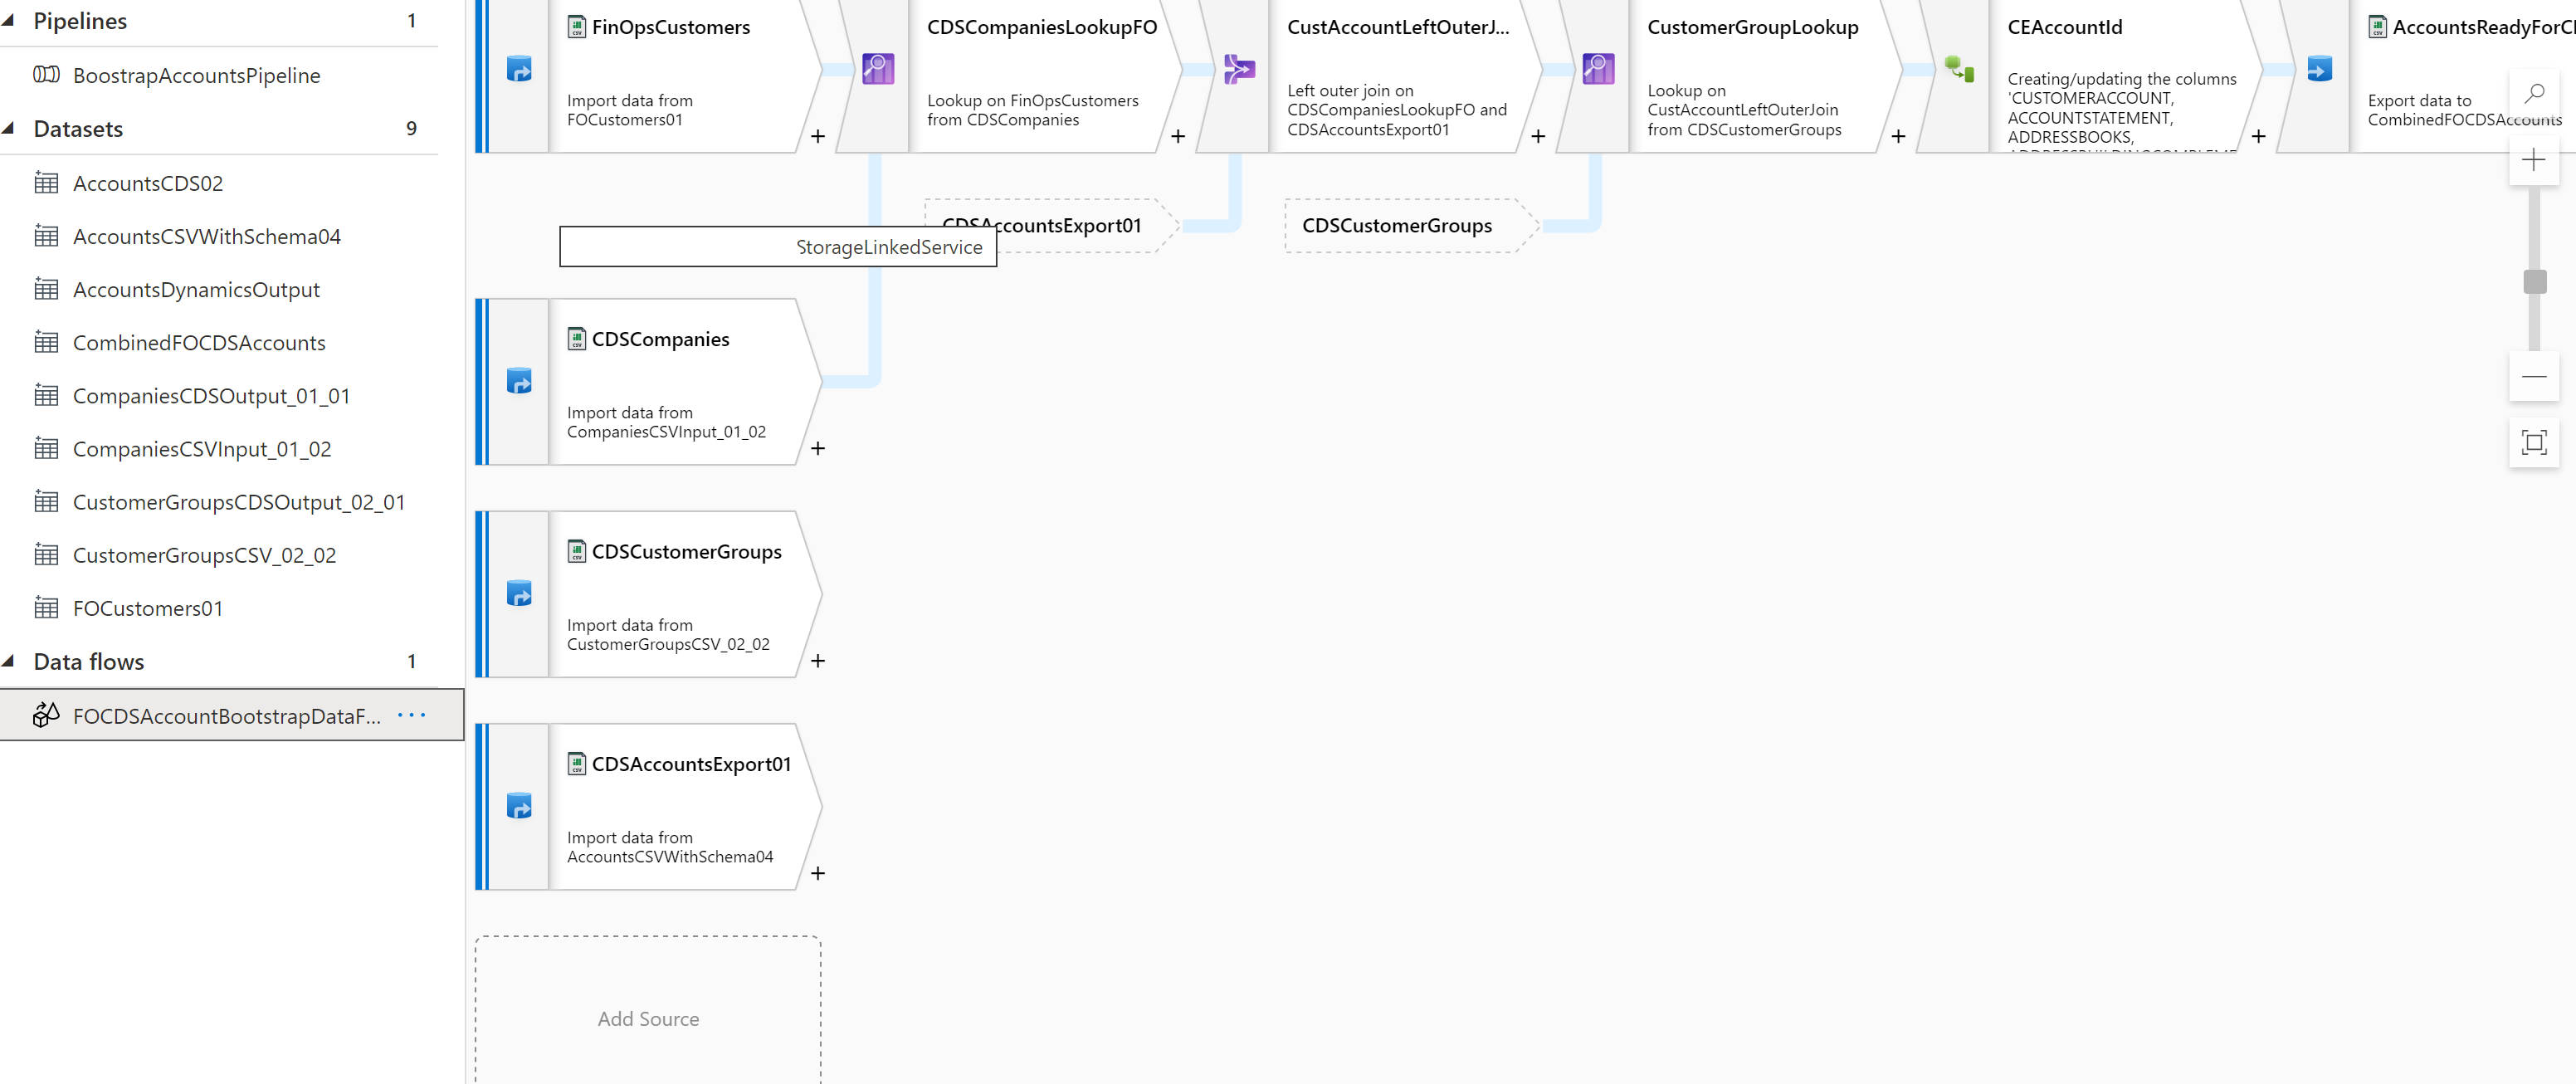 Pipelines 1
BoostrapAccountsPipeline
Datasets 9
AccountsCDS02
AccountsCSVWithSchema04
AccountsDynamicsOutput
CombinedFOCDSAccounts
CompaniesCDSOutput_01_01
CompaniesCSVInput_01_02
CustomerGroupsCDSOutput_02_01
CustomerGroupsCSV_02_02
FOCustomers01
Data flows 1
FOCDSAccountBootstrapDataF... ...
FinOpsCustomers
Import data from
FOCustomers01
+
CDSCompaniesLookupFO
Lookup on FinOpsCustomers
from CDSCompanies
+
CustAccountLeftOuterJ...
Left outer join on
CDSCompaniesLookupFO and
CDSAccountsExport01
+
CustomerGroupLookup
Lookup on
CustAccountLeftOuterJoin
from CDSCustomerGroups
+
CEAccountId
Creating/updating the columns
'CUSTOMERACCOUNT,
ACCOUNTSTATEMENT,
ADDRESSBOOKS,
+
AccountsReadyForC
Export data to
CombinedFOCDSAccounts
CDSAccountsExport01
CDSCustomerGroups
StorageLinkedService
CDSCompanies
Import data from
CompaniesCSVInput_01_02
+
CDSCustomerGroups
Import data from
CustomerGroupsCSV_02_02
+
CDSAccountsExport01
Import data from
AccountsCSVWithSchema04
+
Add Source